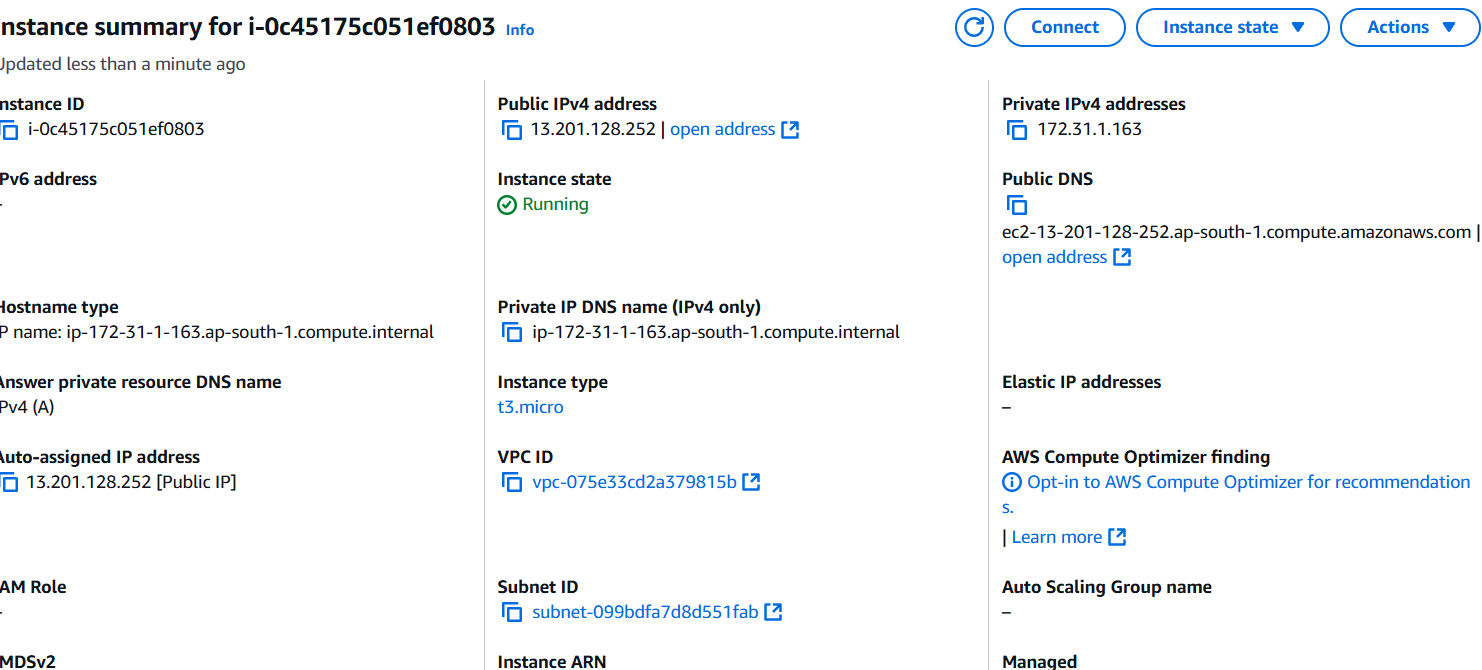 nstance summary for i-0c45175c051ef0803 Info
Connect
Instance state
Actions
Updated less than a minute ago
nstance ID
i-0c45175c051ef0803
Public IPv4 address
13.201.128.252 | open address
Private IPv4 addresses
172.31.1.163
Pv6 address
–
Instance state
Running
Public DNS
ec2-13-201-128-252.ap-south-1.compute.amazonaws.com |
open address
Hostname type
P name: ip-172-31-1-163.ap-south-1.compute.internal
Private IP DNS name (IPv4 only)
ip-172-31-1-163.ap-south-1.compute.internal
Answer private resource DNS name
Pv4 (A)
Instance type
t3.micro
Elastic IP addresses
–
Auto-assigned IP address
13.201.128.252 [Public IP]
VPC ID
vpc-075e33cd2a379815b
AWS Compute Optimizer finding
Opt-in to AWS Compute Optimizer for recommendation
s.
| Learn more
AM Role
–
Subnet ID
subnet-099bdfa7d8d551fab
Auto Scaling Group name
–
MDSv2
Instance ARN
Managed